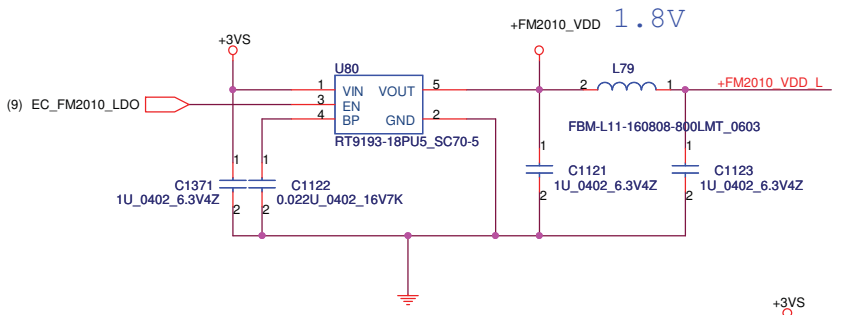 +3VS
+FM2010_VDD 1.8V
U80
L79
1 VIN VOUT 5
2 1 +FM2010_VDD_L
(9) EC_FM2010_LDO
3 EN
4 BP GND 2
FBM-L11-160808-800LMT_0603
RT9193-18PU5_SC70-5
1 1 1 1
C1371
1U_0402_6.3V4Z
C1122
0.022U_0402_16V7K
C1121
1U_0402_6.3V4Z
C1123
1U_0402_6.3V4Z
2 2 2 2
+3VS